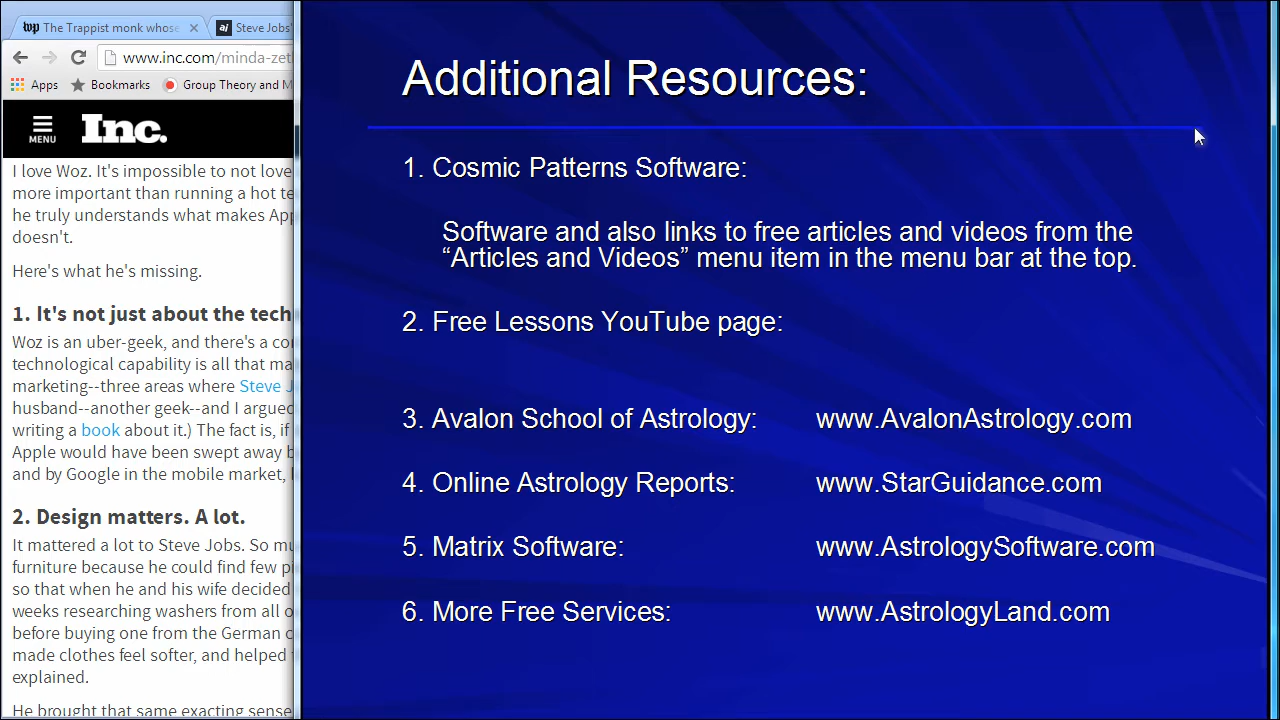 The Trappist monk whose
Steve Jobs'
www.inc.com/minda-zet
Apps
Bookmarks
Group Theory and M
MENU
Inc.
I love Woz. It's impossible to not love
more important than running a hot te
he truly understands what makes App
doesn't.
Here's what he's missing.
1. It's not just about the tech
Woz is an uber-geek, and there's a co
technological capability is all that ma
marketing--three areas where Steve J
husband--another geek--and I argued
writing a book about it.) The fact is, if
Apple would have been swept away b
and by Google in the mobile market,
2. Design matters. A lot.
It mattered a lot to Steve Jobs. So mu
furniture because he could find few pi
so that when he and his wife decided
weeks researching washers from all o
before buying one from the German c
made clothes feel softer, and helped
explained.
He brought that same exacting sense
Additional Resources:
1. Cosmic Patterns Software:
Software and also links to free articles and videos from the
“Articles and Videos” menu item in the menu bar at the top.
2. Free Lessons YouTube page:
3. Avalon School of Astrology: www.AvalonAstrology.com
4. Online Astrology Reports: www.StarGuidance.com
5. Matrix Software: www.AstrologySoftware.com
6. More Free Services: www.AstrologyLand.com